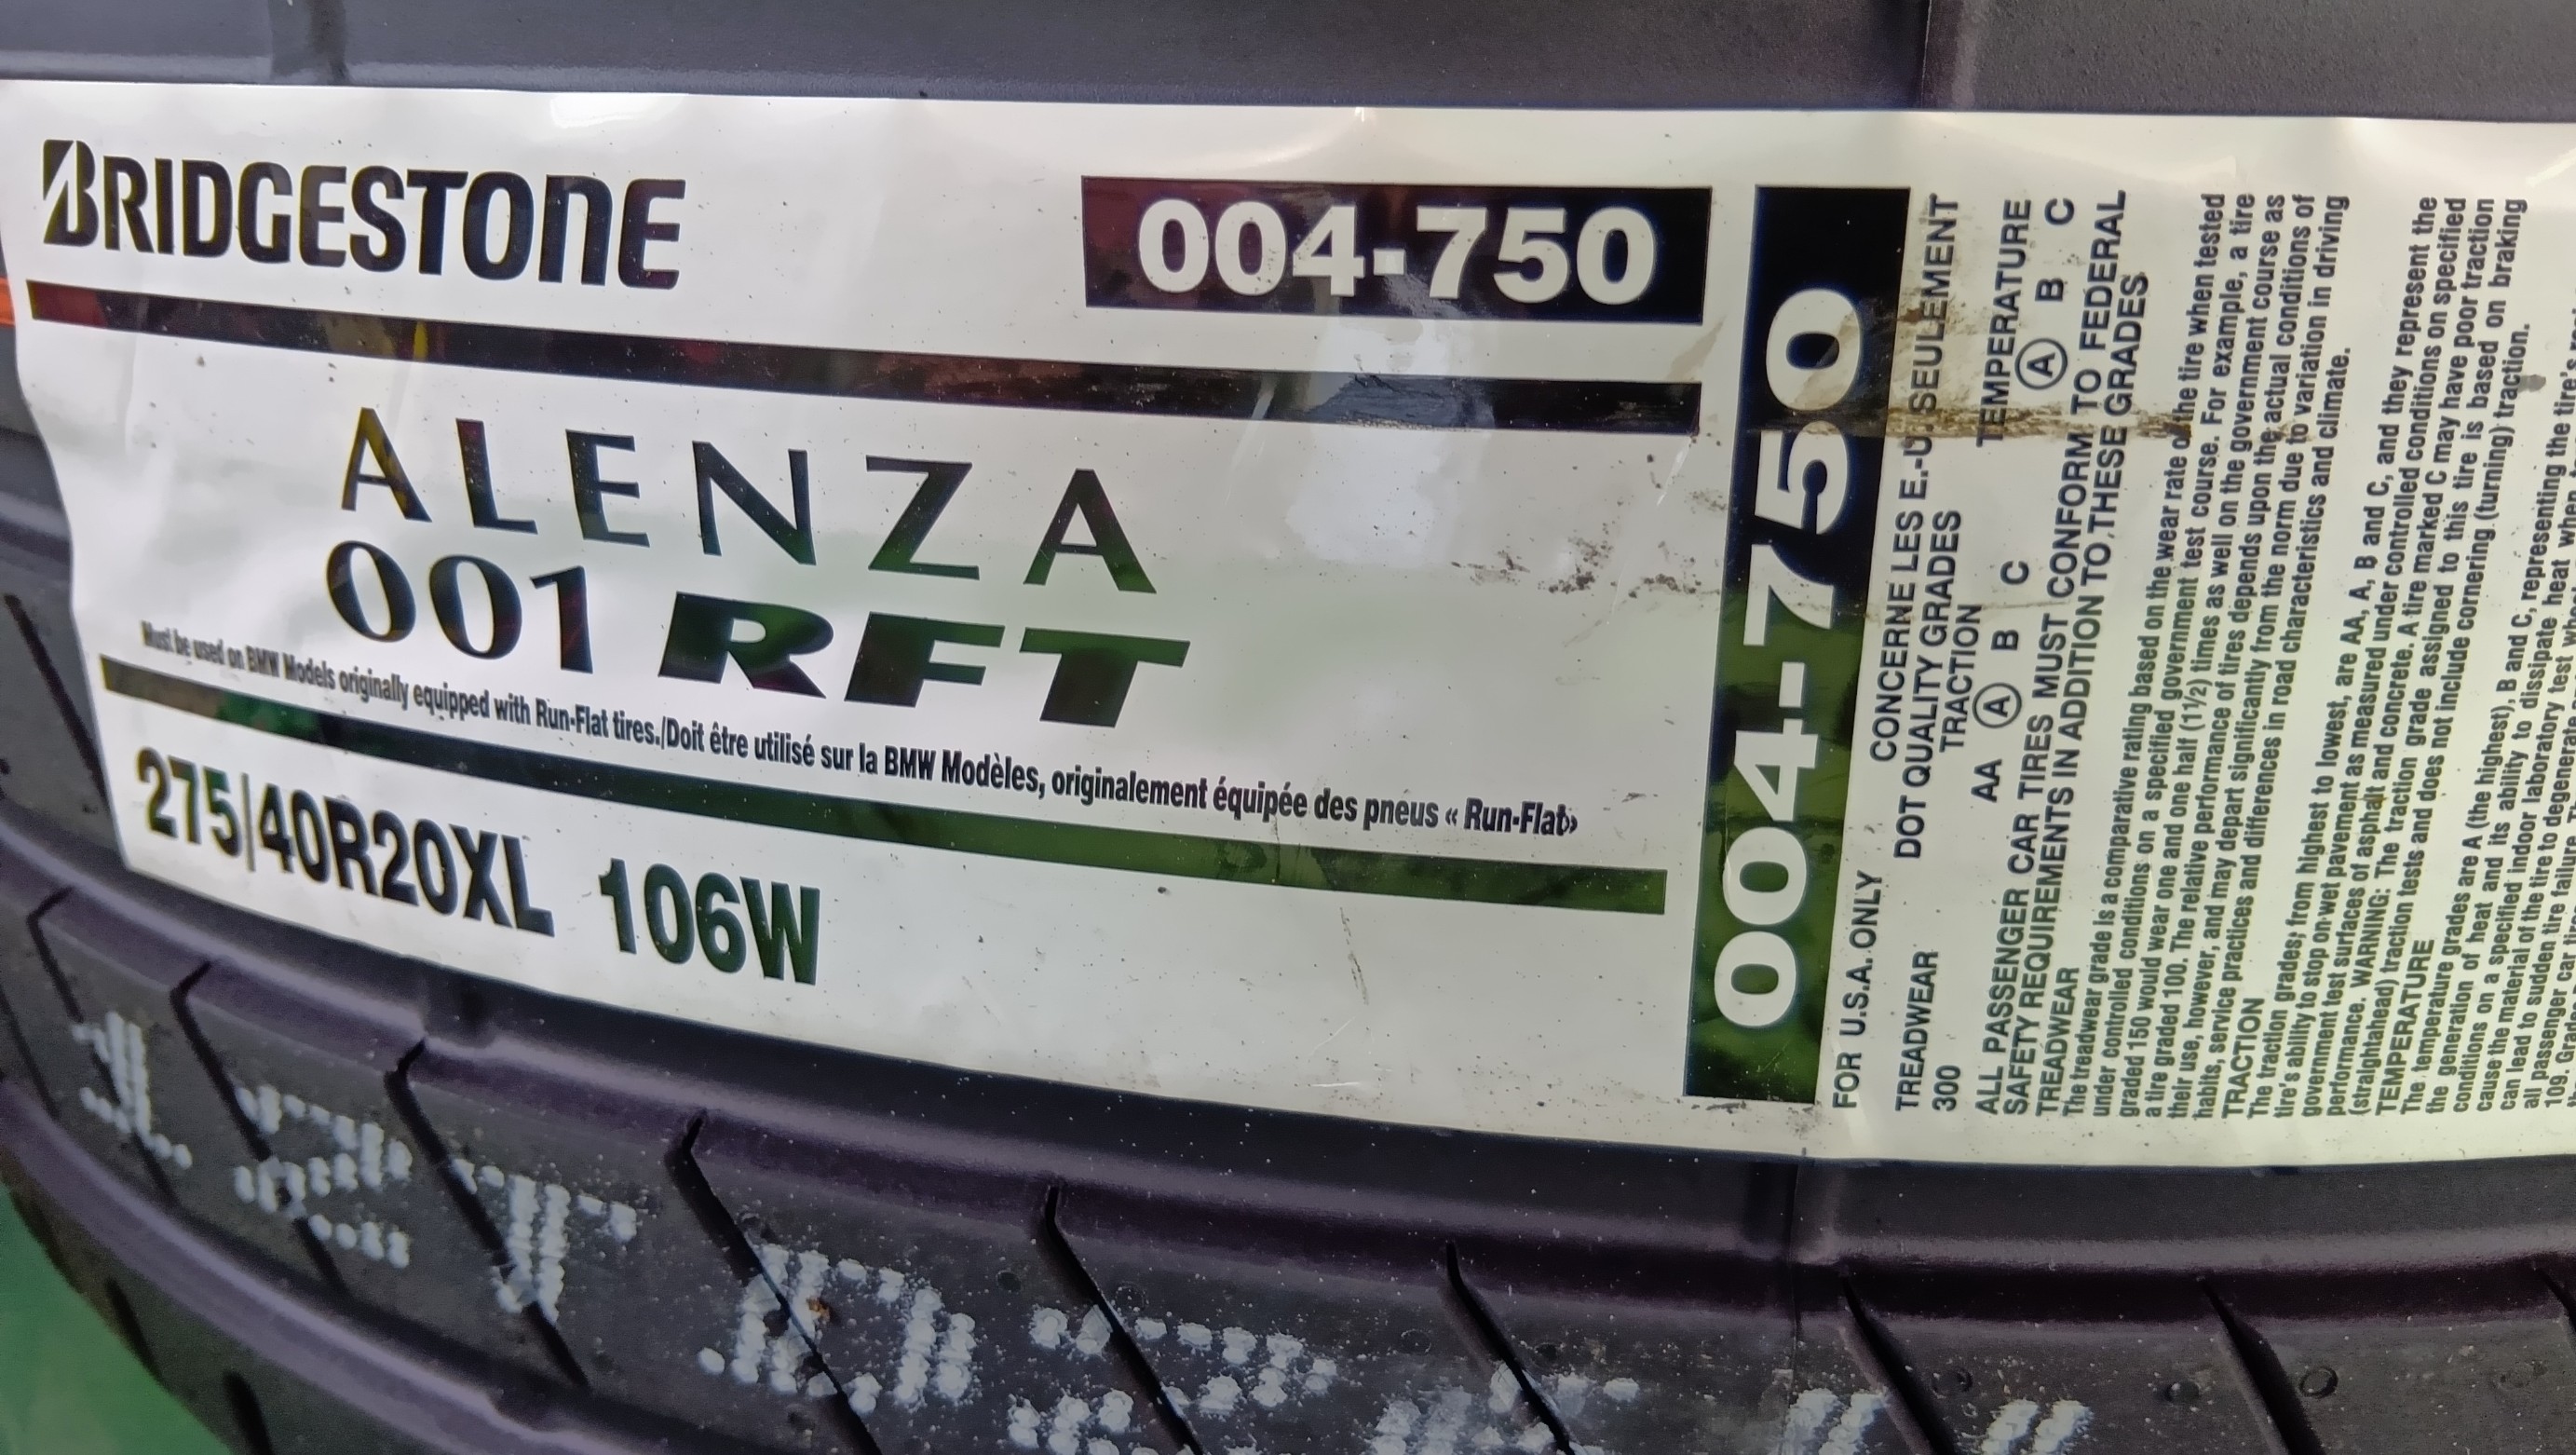 BRIDGESTONE
004-750
ALENZA
001 RFT
Must be used on BMW Models originally equipped with Run-Flat tires./Doit être utilisé sur la BMW Modèles, originalement équipée des pneus « Run-Flat»
275/40R20XL 106W
004-750
FOR U.S.A. ONLY CONCERNE LES E.-U. SEULEMENT
DOT QUALITY GRADES
TREADWEAR TRACTION TEMPERATURE
300 AA A B C A B C
ALL PASSENGER CAR TIRES MUST CONFORM TO FEDERAL
SAFETY REQUIREMENTS IN ADDITION TO THESE GRADES
TREADWEAR
The treadwear grade is a comparative rating based on the wear rate of the tire when tested
under controlled conditions on a specified government test course. For example, a tire
graded 150 would wear one and one half (1½) times as well on the government course as
a tire graded 100. The relative performance of tires depends upon the actual conditions of
their use, however, and may depart significantly from the norm due to variation in driving
habits, service practices and differences in road characteristics and climate.
TRACTION
The traction grades, from highest to lowest, are AA, A, B and C, and they represent the
tire's ability to stop on wet pavement as measured under controlled conditions on specified
government test surfaces of asphalt and concrete. A tire marked C may have poor traction
performance. WARNING: The traction grade assigned to this tire is based on braking
(straightahead) traction tests and does not include cornering (turning) traction.
TEMPERATURE
The temperature grades are A (the highest), B and C, representing the tire's
the generation of heat and its ability to dissipate heat when
conditions on a specified indoor laboratory test
cause the material of the tire to degenerate
can lead to sudden tire failure.
all passenger car tires
109. Gra